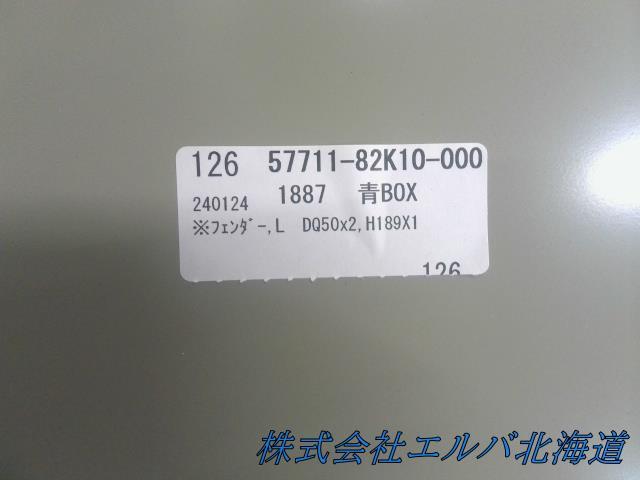 126 57711-82K10-000
240124 1887 青BOX
※ﾌｪﾝﾀﾞｰ,L DQ50x2,H189X1
126
株式会社エルバ北海道